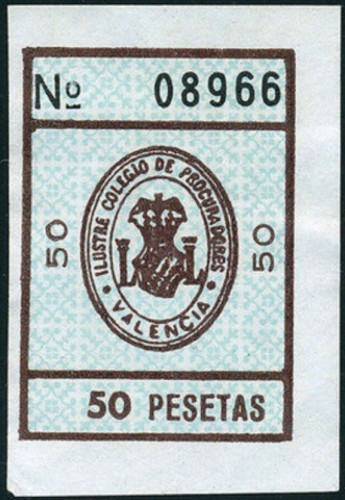 Nº 08966
ILUSTRE COLEGIO DE PROCURADORES
VALENCIA
50
50
L L
50 PESETAS